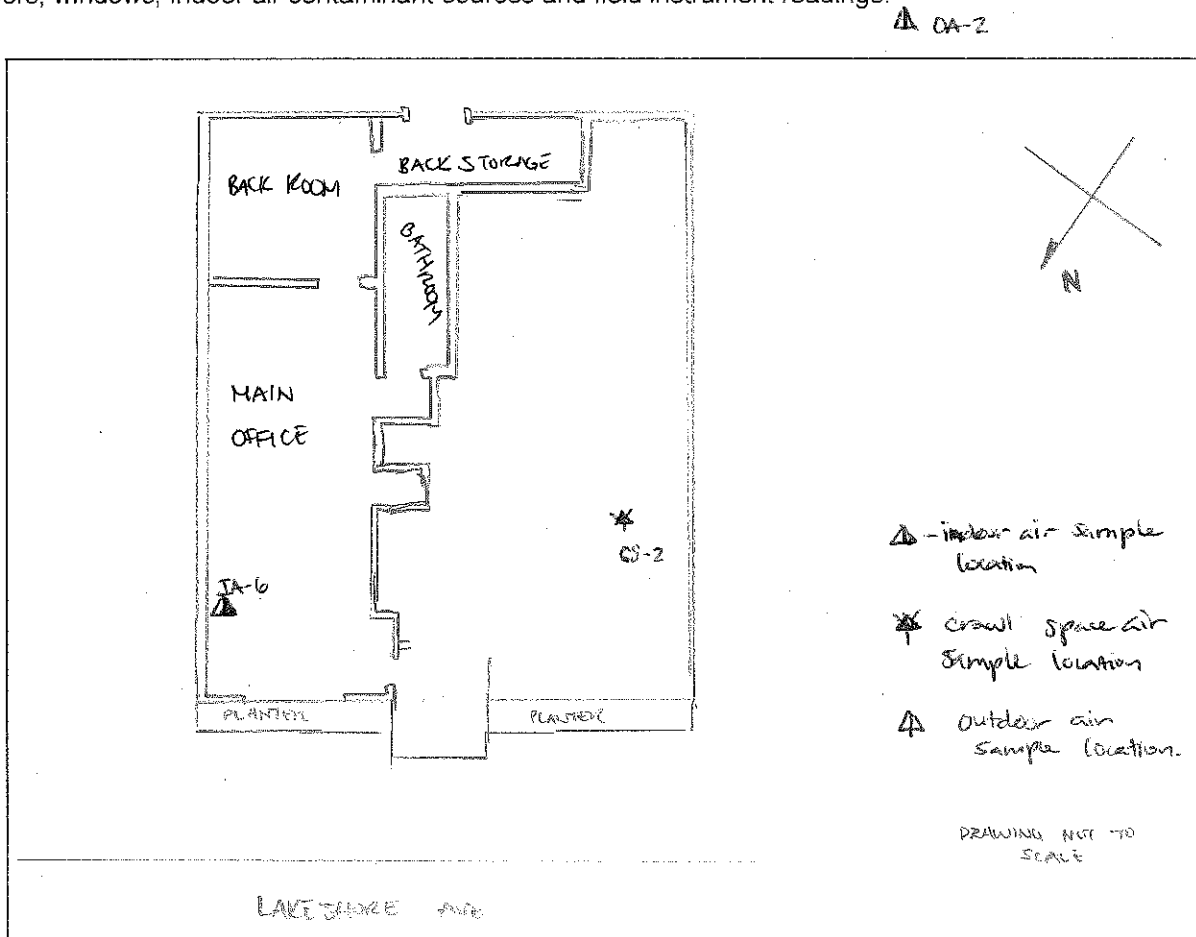 ers, windows, indoor air contaminant sources and field instrument readings.
OA-2
BACK ROOM
BACK STORAGE
BATHROOM
N
MAIN
OFFICE
CS-2
IA-6
- indoor air sample
location
crawl space air
sample location
outdoor air
sample location.
PLANTER
PLANTER
DRAWING NOT TO
SCALE
LAKESHORE AVE